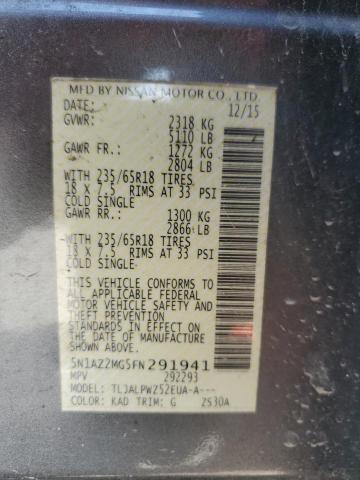 MFD BY NISSAN MOTOR CO., LTD.
DATE: 12/15
GVWR: 2318 KG
5110 LB
GAWR FR.: 1272 KG
2804 LB
WITH 235/65R18 TIRES
18 X 7.5 RIMS AT 33 PSI
COLD SINGLE
GAWR RR.: 1300 KG
2866 LB
WITH 235/65R18 TIRES
18 X 7.5 RIMS AT 33 PSI
COLD SINGLE
THIS VEHICLE CONFORMS TO
ALL APPLICABLE FEDERAL
MOTOR VEHICLE SAFETY AND
THEFT PREVENTION
STANDARDS IN EFFECT ON
THE DATE OF MANUFACTURE
SHOWN ABOVE.
5N1AZ2MG5FN291941
MPV 292293
MODEL: TLJALPWZ52EUA-A---
COLOR: KAD TRIM: G 2S30A